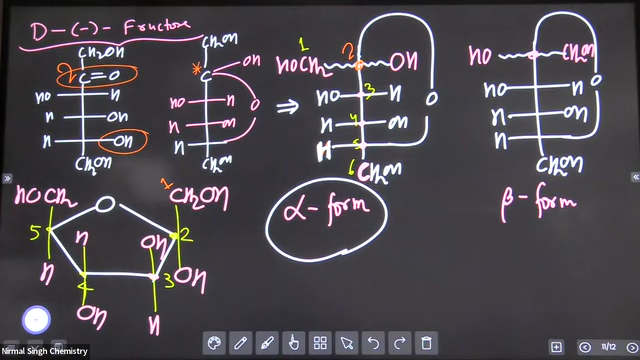 D-(-)- Fructose
CH2OH
2 C=O
HO H
H OH
H OH
CH2OH
CH2OH
* C OH
HO H
H OH
H
CH2OH
O
⇒
1 2
HOCH2 OH
HO 3 H
H 4 OH
H 5
6 CH2OH
O
α-form
HO CH2OH
HO H
H OH
H
CH2OH
O
β-form
HOCH2 O 1 CH2OH
5 H OH 2
H 4 3 OH
OH H
Nirmal Singh Chemistry
11/12